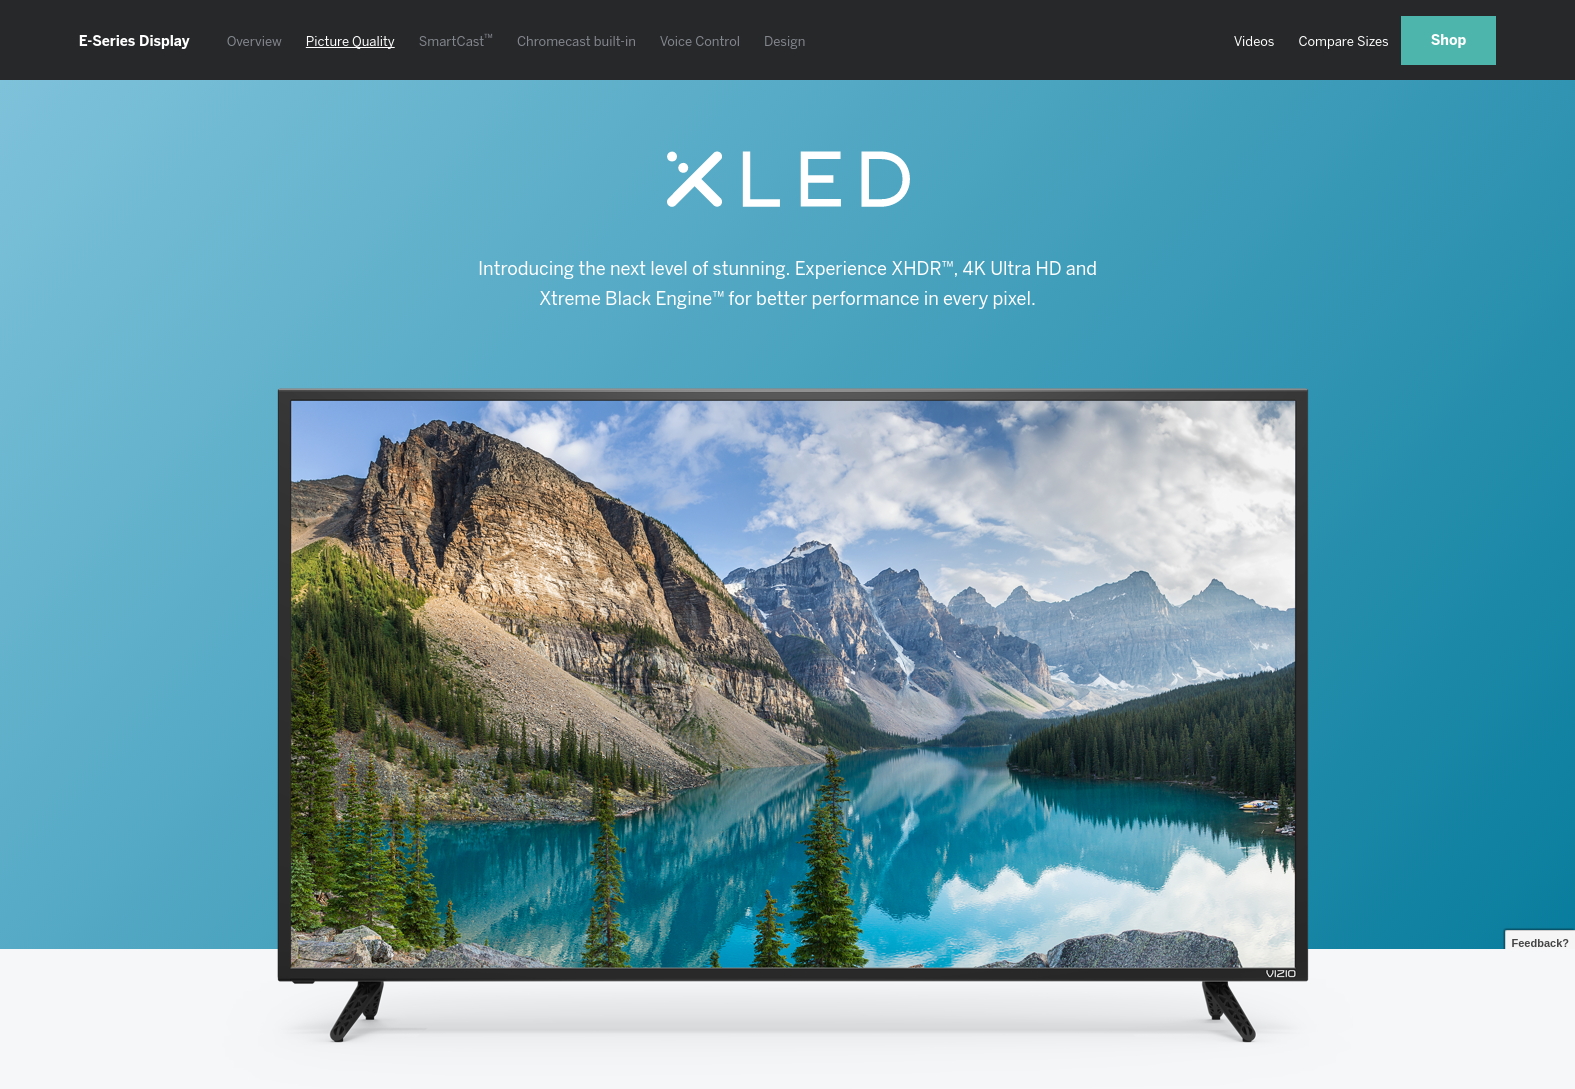 E-Series Display Overview Picture Quality SmartCast™ Chromecast built-in Voice Control Design Videos Compare Sizes Shop
XLED
Introducing the next level of stunning. Experience XHDR™, 4K Ultra HD and
Xtreme Black Engine™ for better performance in every pixel.
Feedback?
VIZIO